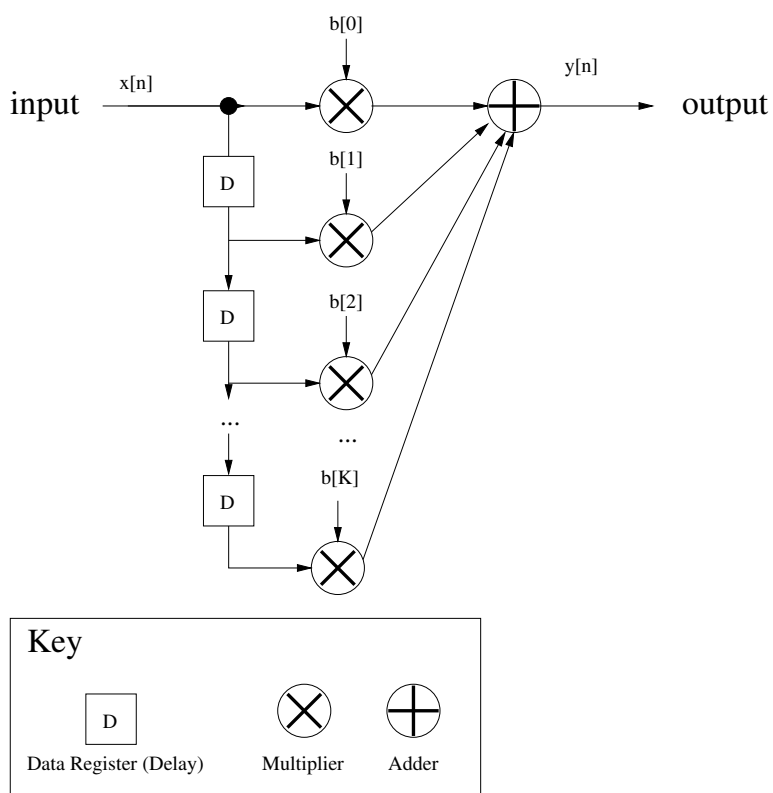 b[0]
x[n]
y[n]
input
output
b[1]
D
b[2]
D
...
...
b[K]
D
Key
D
Data Register (Delay)
Multiplier
Adder